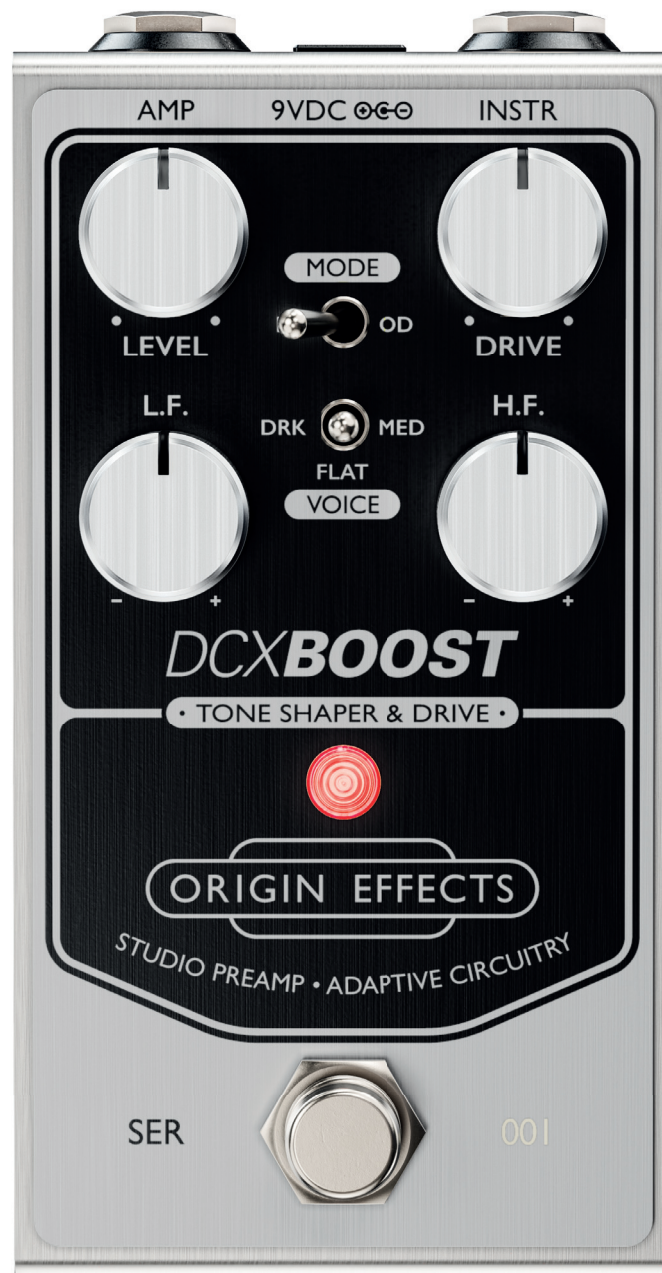 AMP 9VDC INSTR
MODE
OD
LEVEL DRIVE
L.F. H.F.
DRK MED
FLAT
VOICE
- + - +
DCXBOOST
· TONE SHAPER & DRIVE ·
ORIGIN EFFECTS
STUDIO PREAMP • ADAPTIVE CIRCUITRY
SER 001